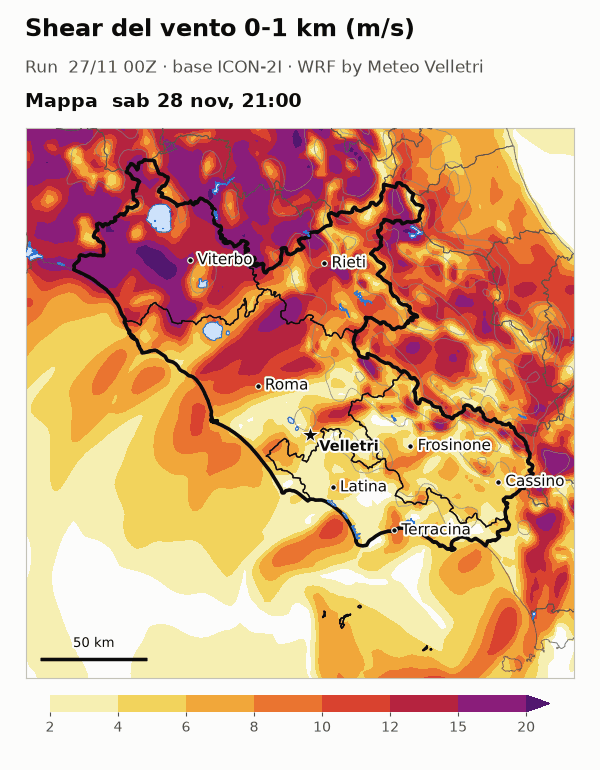 Shear del vento 0-1 km (m/s)
Run  27/11 00Z · base ICON-2I · WRF by Meteo Velletri
Mappa  sab 28 nov, 21:00
Viterbo
Rieti
Roma
Velletri
Frosinone
Cassino
Latina
Terracina
50 km
2 4 6 8 10 12 15 20